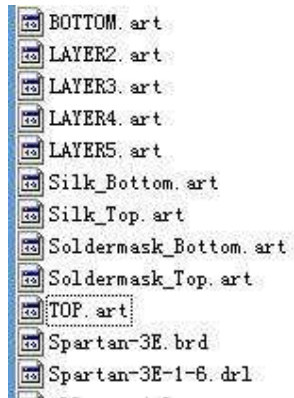 BOTTOM.art
LAYER2.art
LAYER3.art
LAYER4.art
LAYER5.art
Silk_Bottom.art
Silk_Top.art
Soldermask_Bottom.art
Soldermask_Top.art
TOP.art
Spartan-3E.brd
Spartan-3E-1-6.drl